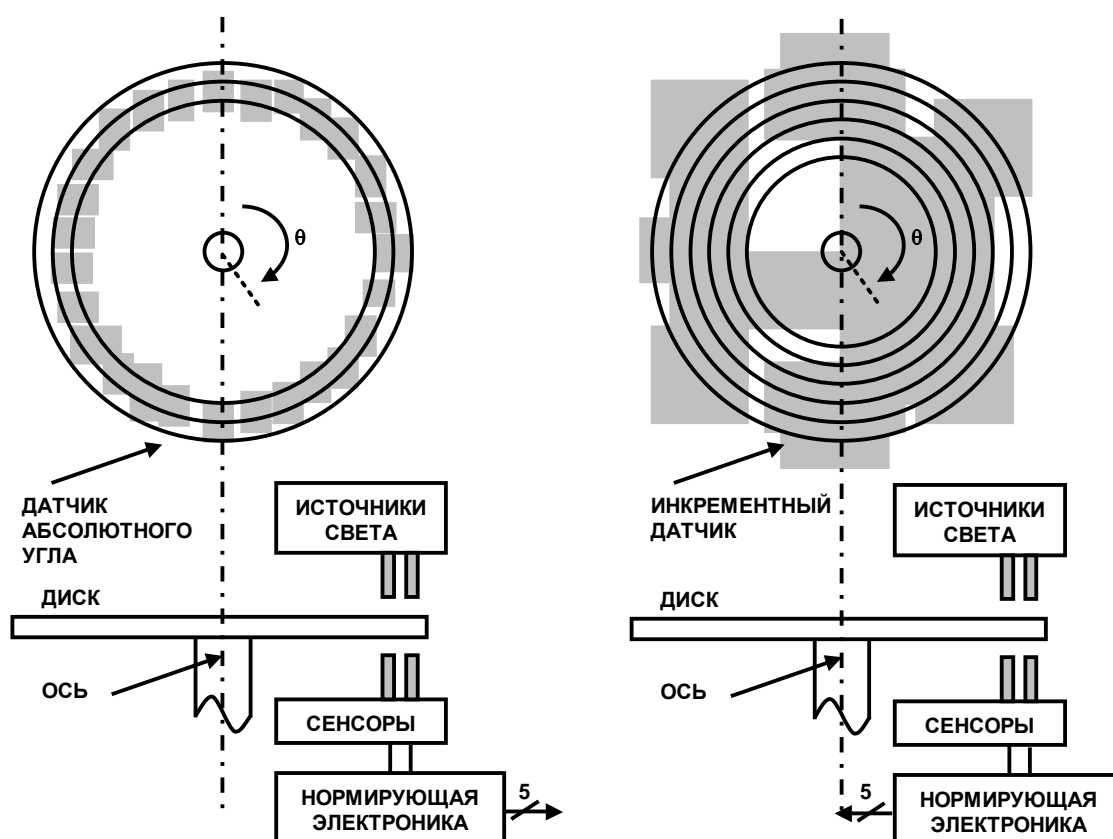 θ
ДАТЧИК
АБСОЛЮТНОГО
УГЛА
ИСТОЧНИКИ
СВЕТА
ДИСК
ОСЬ
СЕНСОРЫ
НОРМИРУЮЩАЯ
ЭЛЕКТРОНИКА
5
θ
ИНКРЕМЕНТНЫЙ
ДАТЧИК
ИСТОЧНИКИ
СВЕТА
ДИСК
ОСЬ
СЕНСОРЫ
5
НОРМИРУЮЩАЯ
ЭЛЕКТРОНИКА